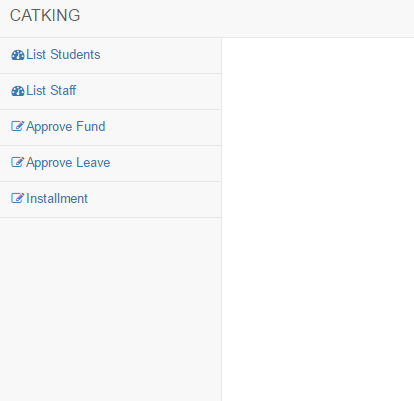 CATKING
List Students
List Staff
Approve Fund
Approve Leave
Installment